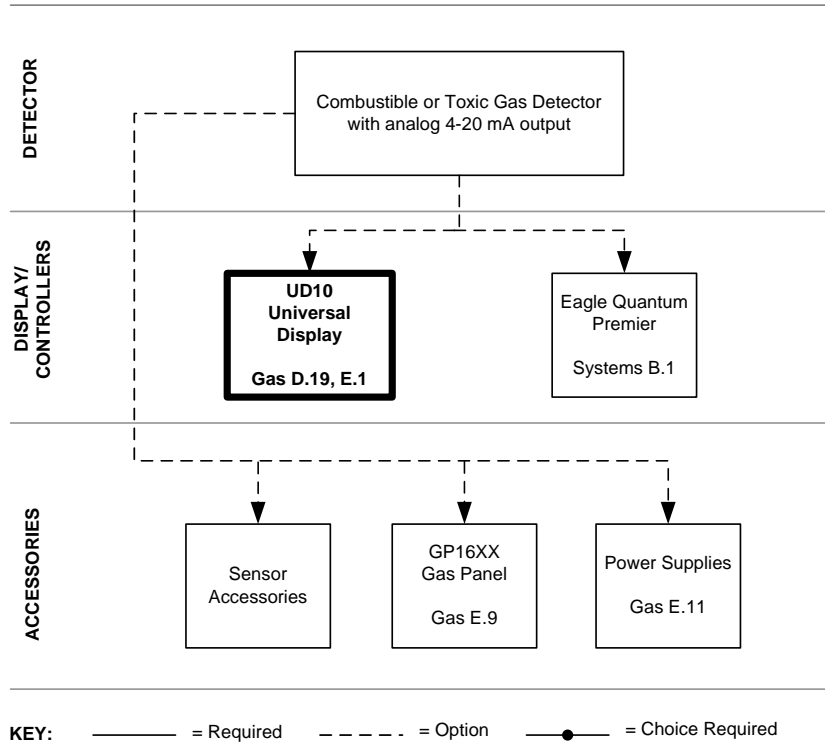 DETECTOR
Combustible or Toxic Gas Detector
with analog 4-20 mA output
DISPLAY/
CONTROLLERS
UD10
Universal
Display
Gas D.19, E.1
Eagle Quantum
Premier
Systems B.1
ACCESSORIES
Sensor
Accessories
GP16XX
Gas Panel
Gas E.9
Power Supplies
Gas E.11
KEY: = Required = Option = Choice Required